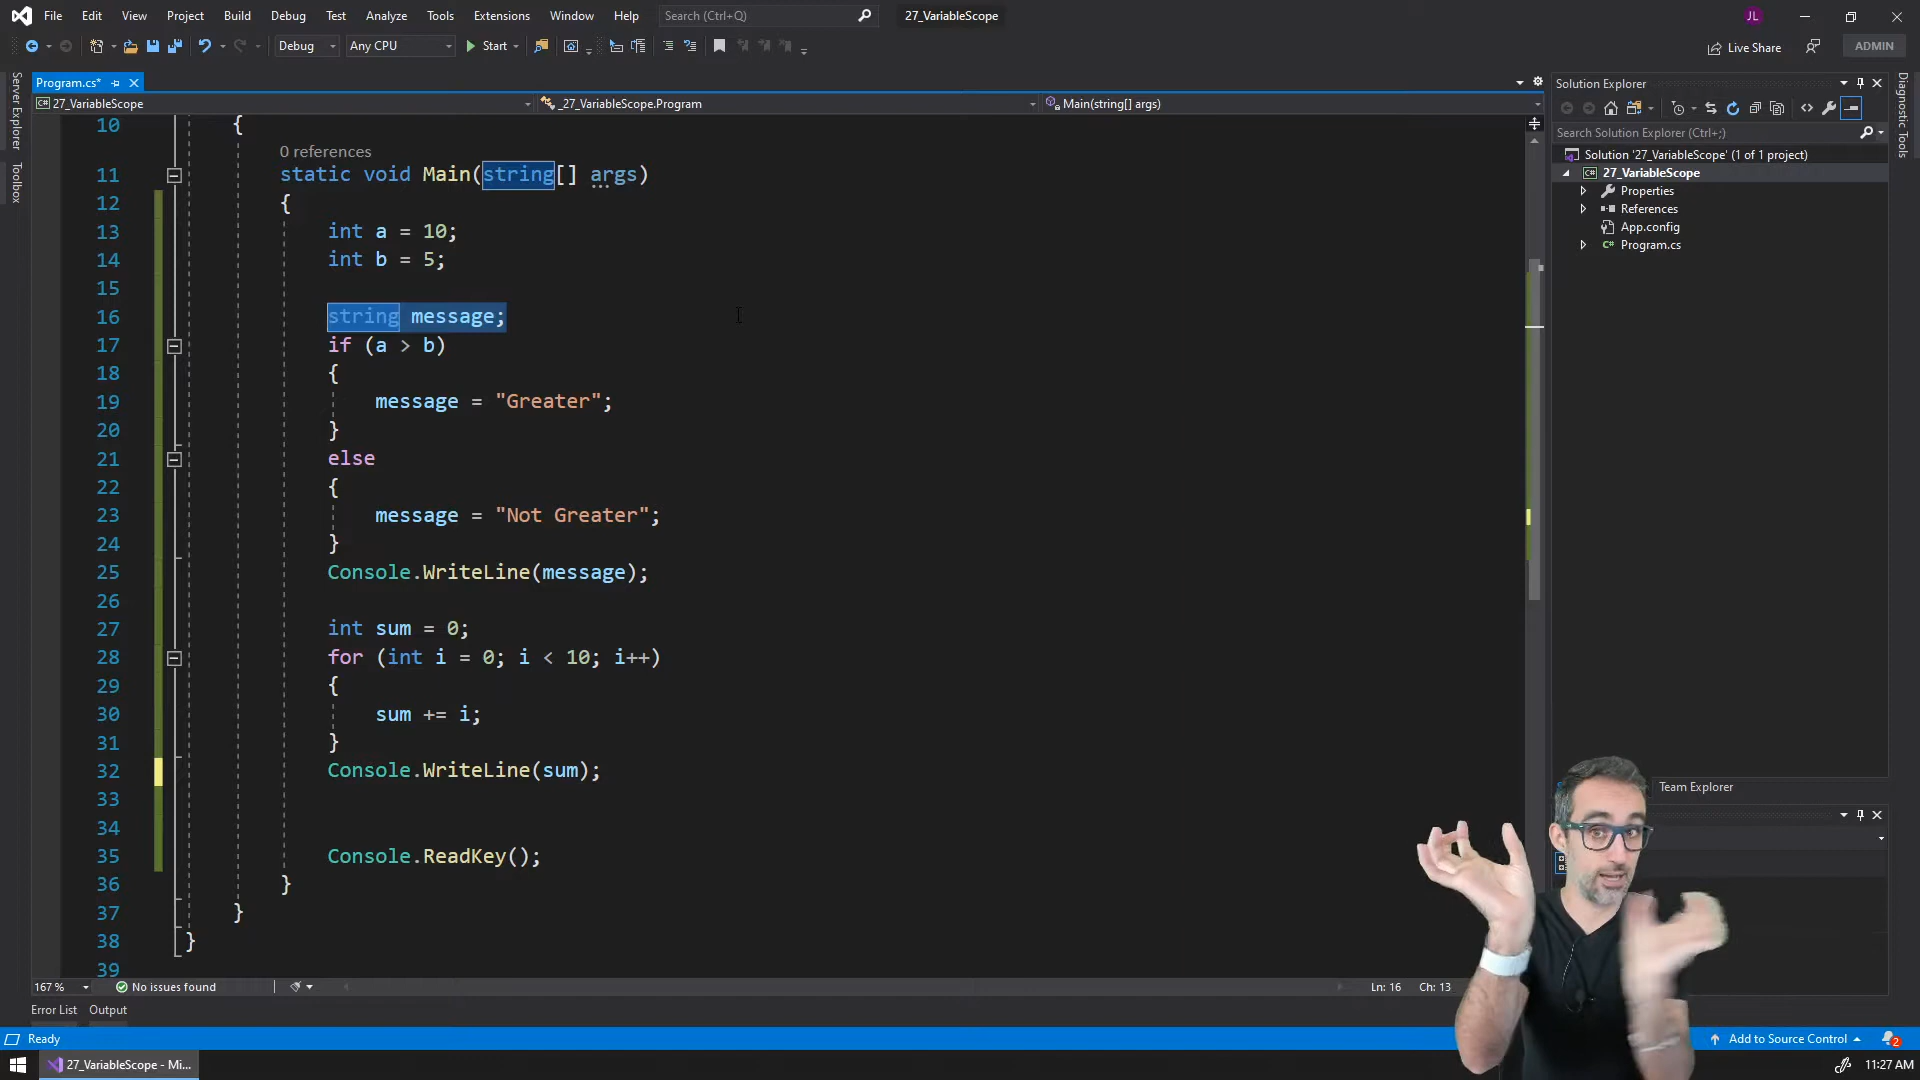 File Edit View Project Build Debug Test Analyze Tools Extensions Window Help Search (Ctrl+Q) 27_VariableScope JL
Debug Any CPU Start Live Share ADMIN
Server Explorer
Toolbox
Program.cs*
27_VariableScope _27_VariableScope.Program Main(string[] args)
10 {
0 references
11 static void Main(string[] args)
12 {
13 int a = 10;
14 int b = 5;
15
16 string message;
17 if (a > b)
18 {
19 message = "Greater";
20 }
21 else
22 {
23 message = "Not Greater";
24 }
25 Console.WriteLine(message);
26
27 int sum = 0;
28 for (int i = 0; i < 10; i++)
29 {
30 sum += i;
31 }
32 Console.WriteLine(sum);
33
34
35 Console.ReadKey();
36 }
37 }
38 }
39
167 % No issues found Ln: 16 Ch: 13
Error List Output
Ready Add to Source Control 2
27_VariableScope - Mi... 11:27 AM
Solution Explorer
Search Solution Explorer (Ctrl+;)
Solution '27_VariableScope' (1 of 1 project)
27_VariableScope
Properties
References
App.config
C# Program.cs
Team Explorer
Diagnostic Tools